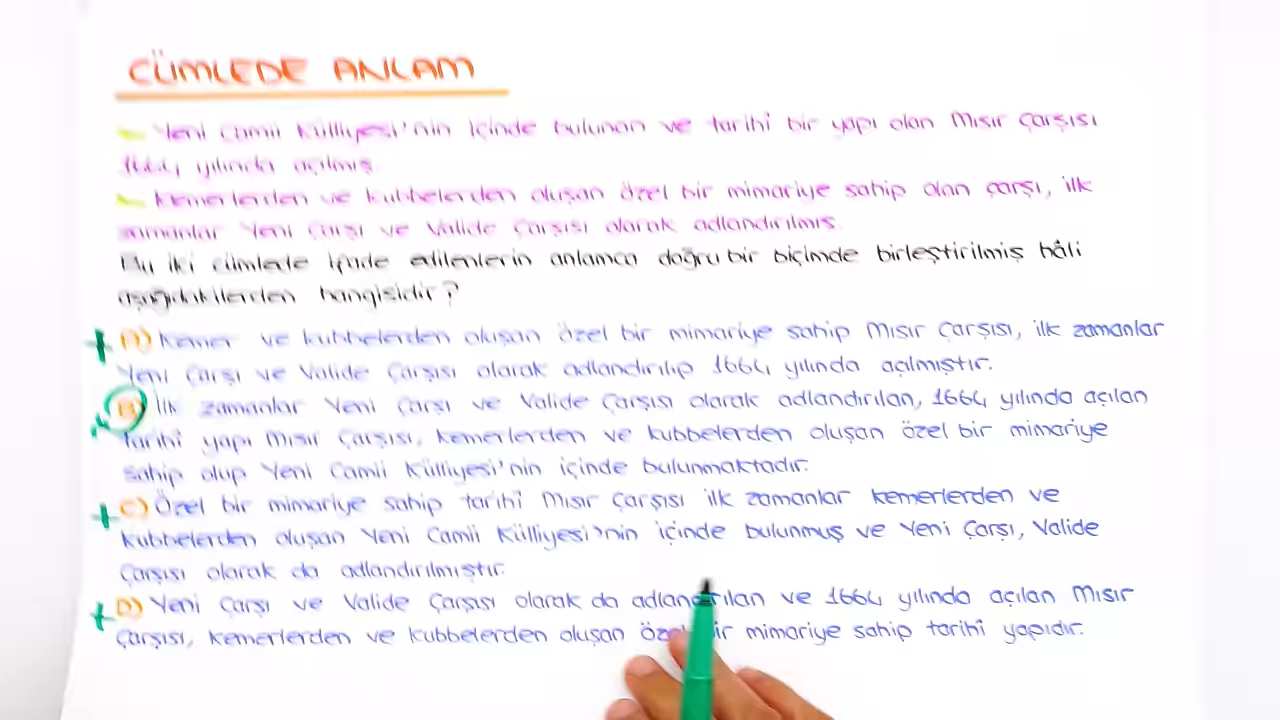 CÜMLEDE ANLAM
Yeni Camii Külliyesi'nin içinde bulunan ve tarihî bir yapı olan Mısır Çarşısı
1664 yılında açılmış.
Kemerlerden ve kubbelerden oluşan özel bir mimariye sahip olan çarşı, ilk
zamanlar Yeni Çarşı ve Valide Çarşısı olarak adlandırılmış.
Bu iki cümlede ifade edilenlerin anlamca doğru bir biçimde birleştirilmiş hâli
aşağıdakilerden hangisidir?
A) Kemer ve kubbelerden oluşan özel bir mimariye sahip Mısır Çarşısı, ilk zamanlar
Yeni Çarşı ve Valide Çarşısı olarak adlandırılıp 1664 yılında açılmıştır.
B) İlk zamanlar Yeni Çarşı ve Valide Çarşısı olarak adlandırılan, 1664 yılında açılan
tarihî yapı Mısır Çarşısı, kemerlerden ve kubbelerden oluşan özel bir mimariye
sahip olup Yeni Camii Külliyesi'nin içinde bulunmaktadır.
C) Özel bir mimariye sahip tarihî Mısır Çarşısı ilk zamanlar kemerlerden ve
kubbelerden oluşan Yeni Camii Külliyesi'nin içinde bulunmuş ve Yeni Çarşı, Valide
Çarşısı olarak da adlandırılmıştır.
D) Yeni Çarşı ve Valide Çarşısı olarak da adlandırılan ve 1664 yılında açılan Mısır
Çarşısı, kemerlerden ve kubbelerden oluşan özel bir mimariye sahip tarihî yapıdır.